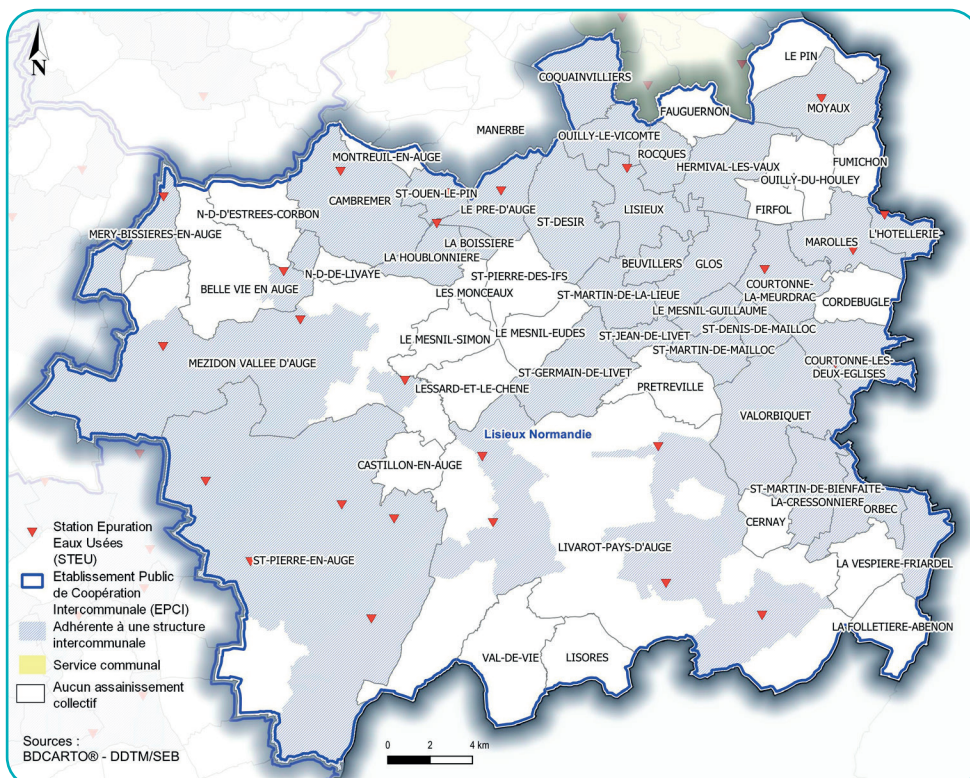 N
LE PIN
COQUAINVILLIERS
MOYAUX
FAUGUERNON
MANERBE
OUILLY-LE-VICOMTE
ROCQUES
MONTREUIL-EN-AUGE
HERMIVAL-LES-VAUX
FUMICHON
ST-OUEN-LE-PIN
OUILLY-DU-HOULEY
CAMBREMER
LE PRE-D'AUGE
LISIEUX
FIRFOL
N-D-D'ESTREES-CORBON
ST-DESIR
MERY-BISSIERES-EN-AUGE
L'HOTELLERIE
LA BOISSIERE
MAROLLES
LA HOUBLONNIERE
BEUVILLERS
GLOS
N-D-DE-LIVAYE
ST-PIERRE-DES-IFS
BELLE VIE EN AUGE
COURTONNE-
LA-MEURDRAC
LES MONCEAUX
ST-MARTIN-DE-LA-LIEUE
CORDEBUGLE
LE MESNIL-GUILLAUME
LE MESNIL-EUDES
ST-DENIS-DE-MAILLOC
LE MESNIL-SIMON
ST-JEAN-DE-LIVET
ST-MARTIN-DE-MAILLOC
MEZIDON VALLEE D'AUGE
COURTONNE-LES-
DEUX-EGLISES
ST-GERMAIN-DE-LIVET
LESSARD-ET-LE-CHENE
PRETREVILLE
VALORBIQUET
Lisieux Normandie
CASTILLON-EN-AUGE
ST-MARTIN-DE-BIENFAITE-
LA-CRESSONNIERE
ORBEC
CERNAY
LIVAROT-PAYS-D'AUGE
ST-PIERRE-EN-AUGE
LA VESPIERE-FRIARDEL
LA FOLLETIERE-ABENON
VAL-DE-VIE
LISORES
Station Epuration
Eaux Usées
(STEU)
Etablissement Public
de Coopération
Intercommunale (EPCI)
Adhérente à une structure
intercommunale
Service communal
Aucun assainissement
collectif
Sources :
BDCARTO® - DDTM/SEB
0 2 4 km